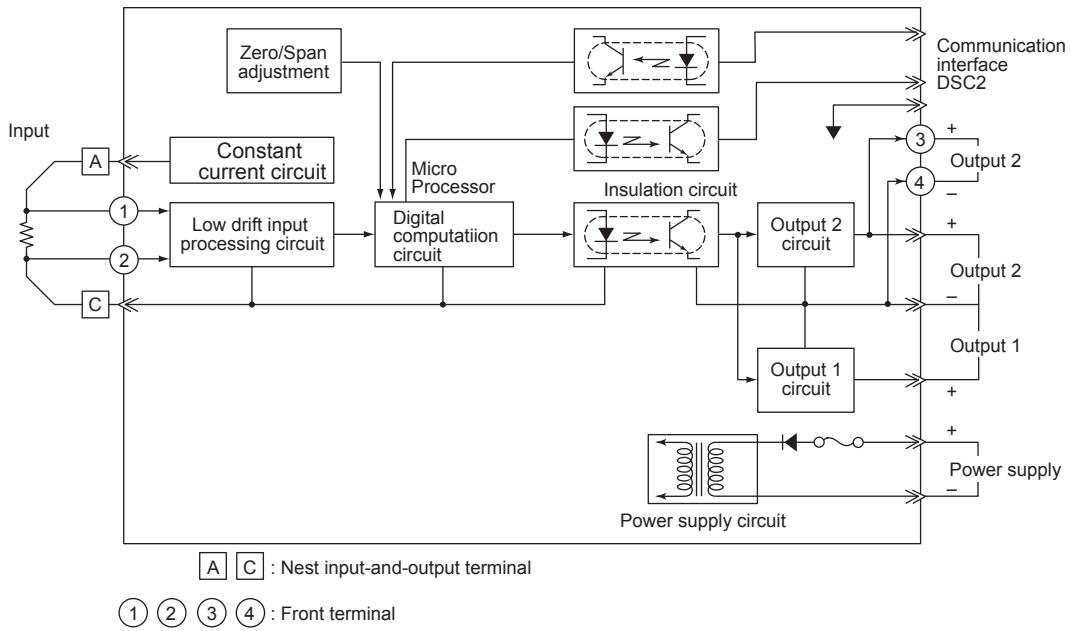 Zero/Span
adjustment
Communication
interface
DSC2
Input
A
Constant
current circuit
Micro
Processor
Insulation circuit
3
+
Output 2
4
–
1
Low drift input
processing circuit
Digital
computatiion
circuit
Output 2
circuit
+
Output 2
2
C
–
Output 1
circuit
Output 1
+
+
Power supply
–
Power supply circuit
A C : Nest input-and-output terminal
1 2 3 4 : Front terminal